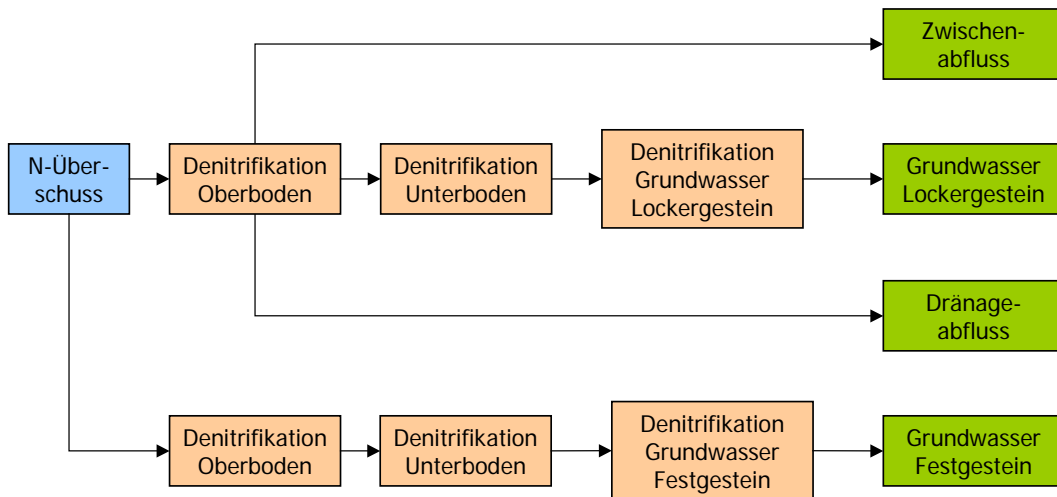 Zwischen-
abfluss
N-Über-
schuss
Denitrifikation
Oberboden
Denitrifikation
Unterboden
Denitrifikation
Grundwasser
Lockergestein
Grundwasser
Lockergestein
Dränage-
abfluss
Denitrifikation
Oberboden
Denitrifikation
Unterboden
Denitrifikation
Grundwasser
Festgestein
Grundwasser
Festgestein